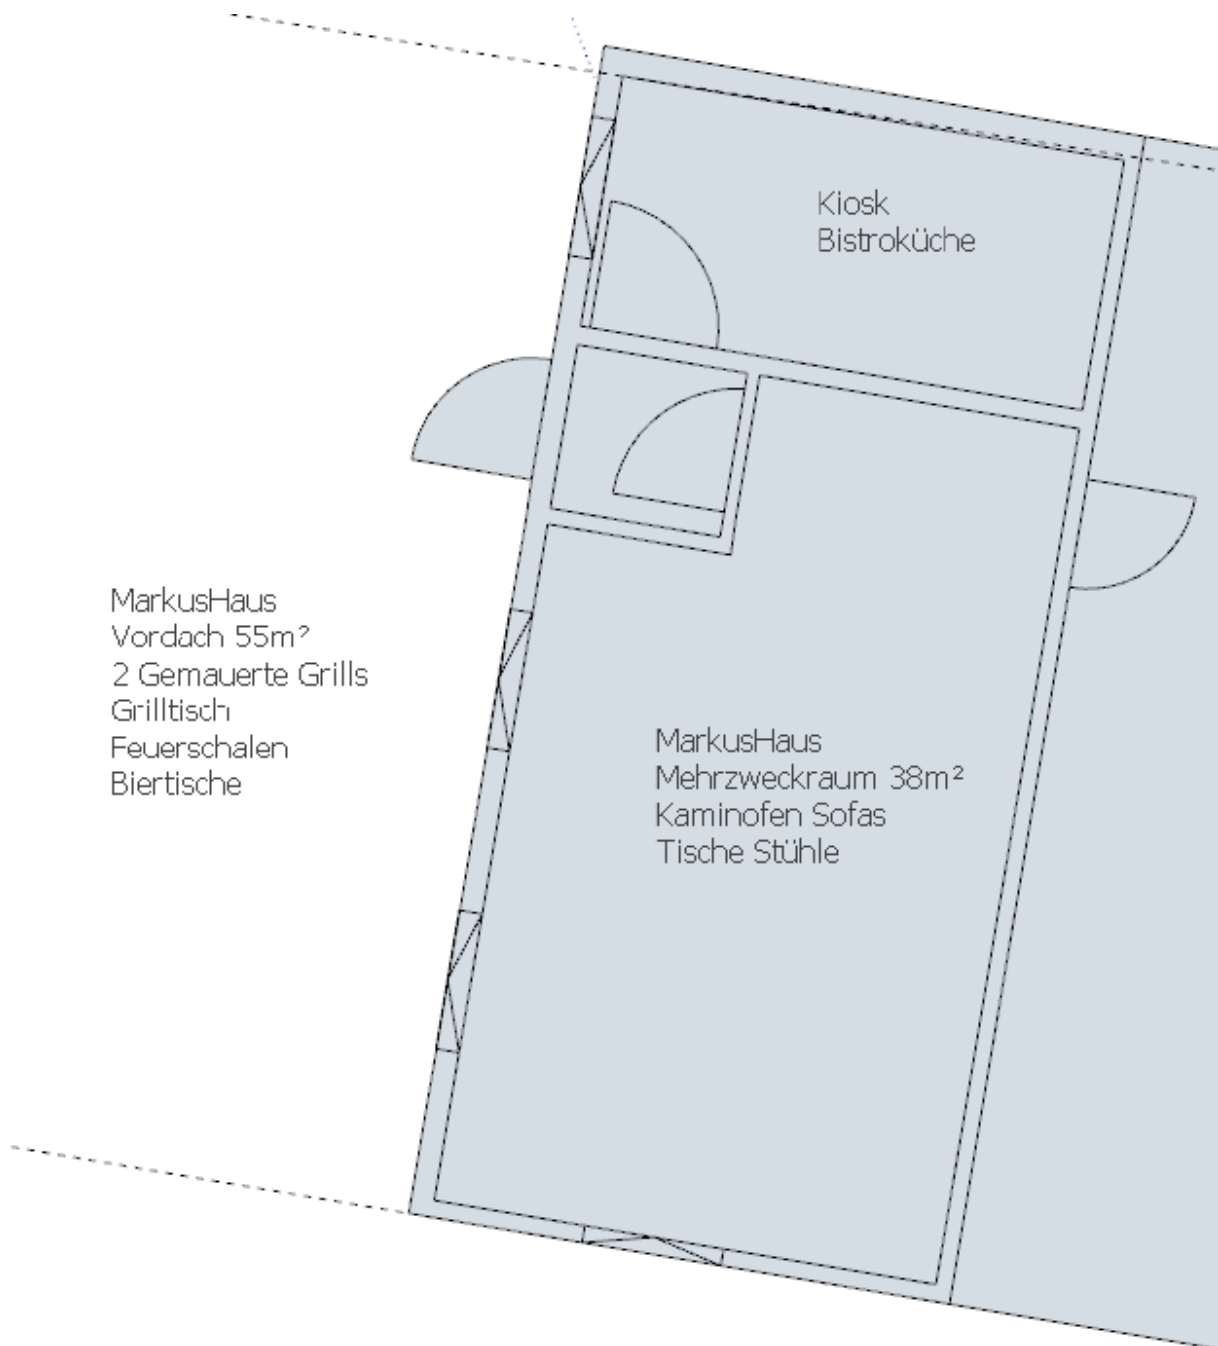 Kiosk
Bistroküche
MarkusHaus
Vordach 55m²
2 Gemauerte Grills
Grilltisch
Feuerschalen
Biertische
MarkusHaus
Mehrzweckraum 38m²
Kaminofen Sofas
Tische Stühle